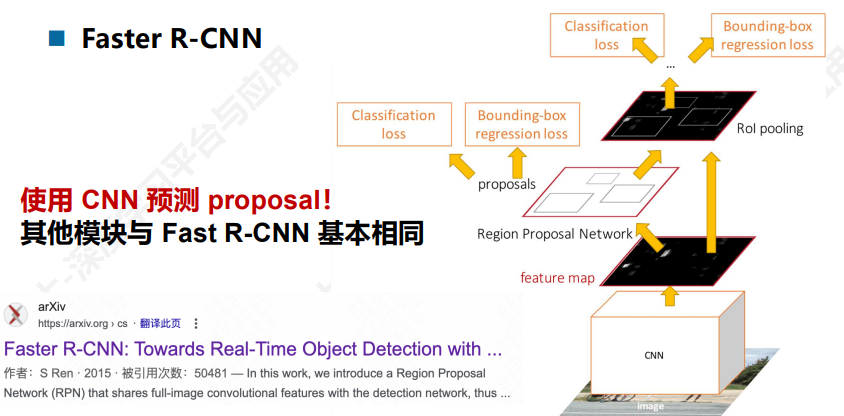 Faster R-CNN
使用 CNN 预测 proposal！
其他模块与 Fast R-CNN 基本相同
arXiv
https://arxiv.org › cs · 翻译此页
Faster R-CNN: Towards Real-Time Object Detection with ...
作者：S Ren · 2015 · 被引用次数：50481 — In this work, we introduce a Region Proposal
Network (RPN) that shares full-image convolutional features with the detection network, thus ...
Classification
loss
Bounding-box
regression loss
...
RoI pooling
Classification
loss
Bounding-box
regression loss
proposals
Region Proposal Network
feature map
CNN
image